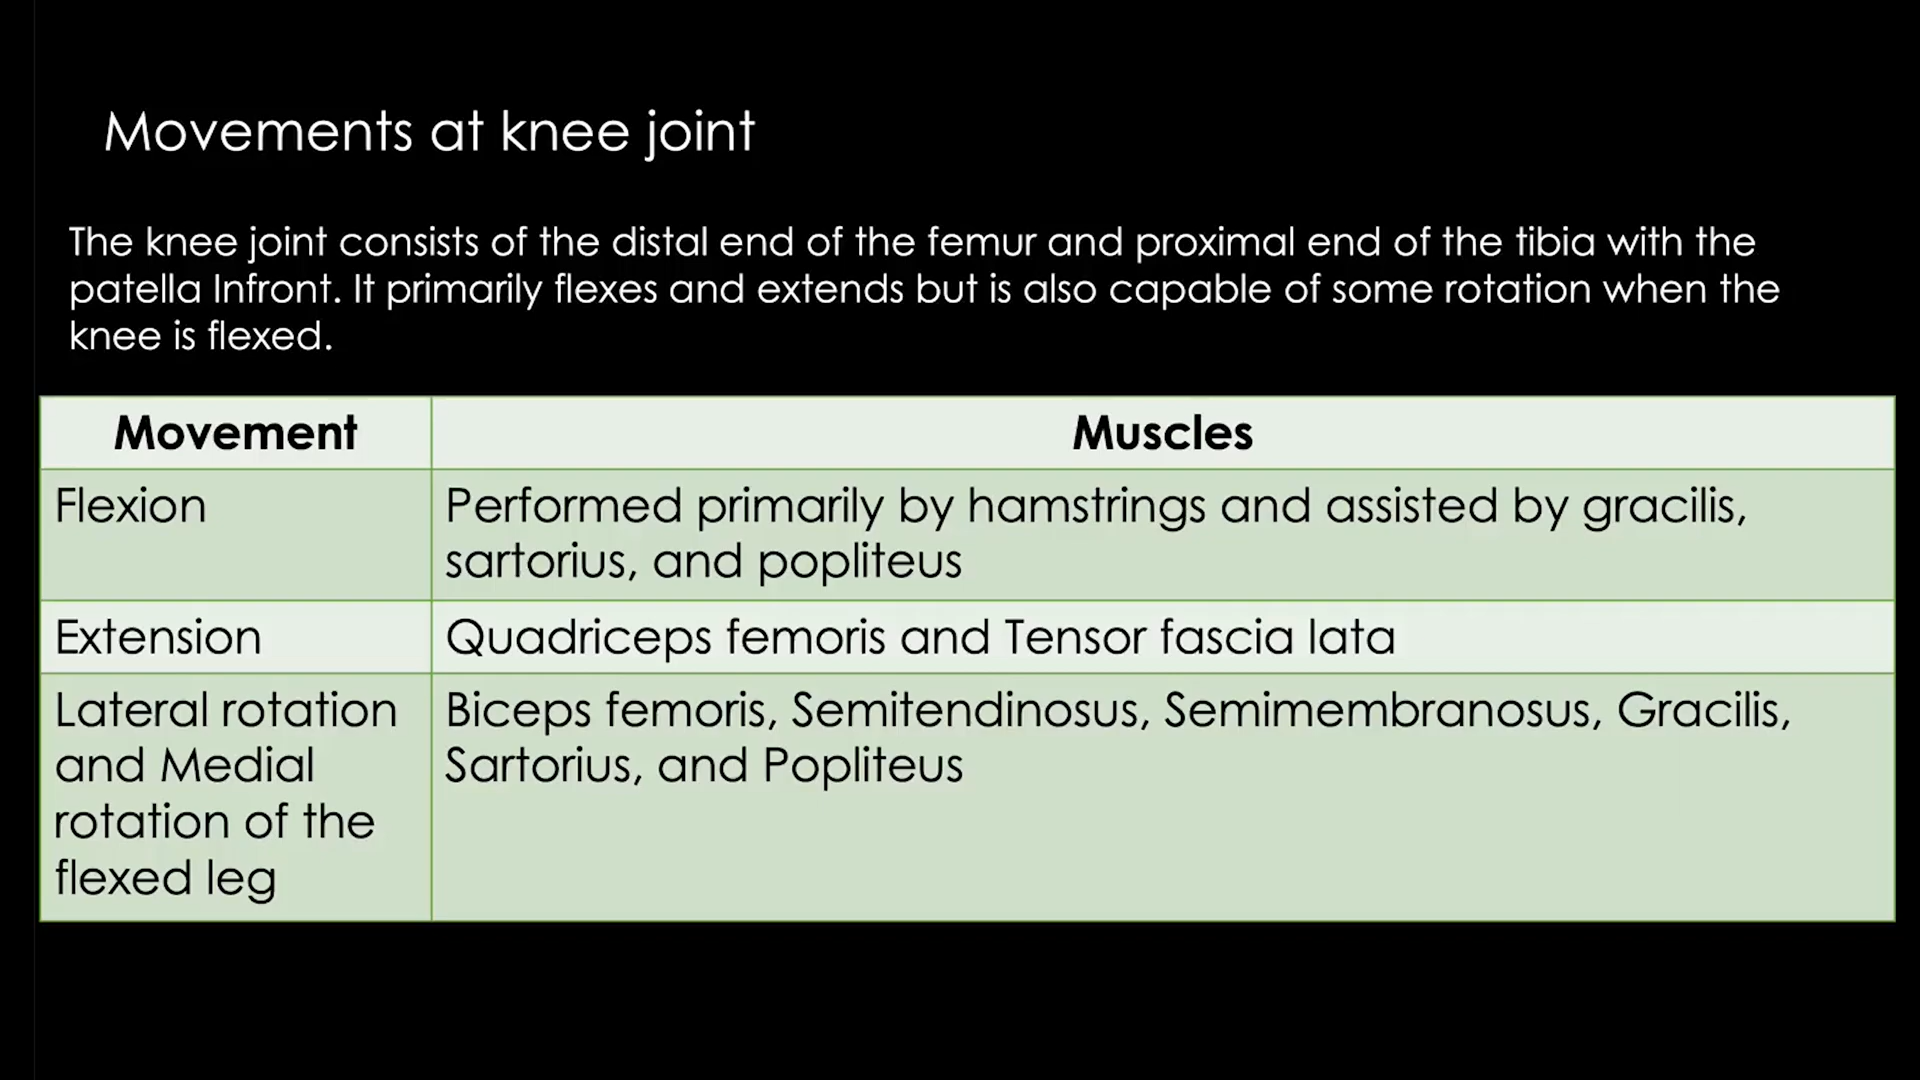 Movements at knee joint
The knee joint consists of the distal end of the femur and proximal end of the tibia with the
patella Infront. It primarily flexes and extends but is also capable of some rotation when the
knee is flexed.
Movement Muscles
Flexion Performed primarily by hamstrings and assisted by gracilis,
sartorius, and popliteus
Extension Quadriceps femoris and Tensor fascia lata
Lateral rotation Biceps femoris, Semitendinosus, Semimembranosus, Gracilis,
and Medial Sartorius, and Popliteus
rotation of the
flexed leg